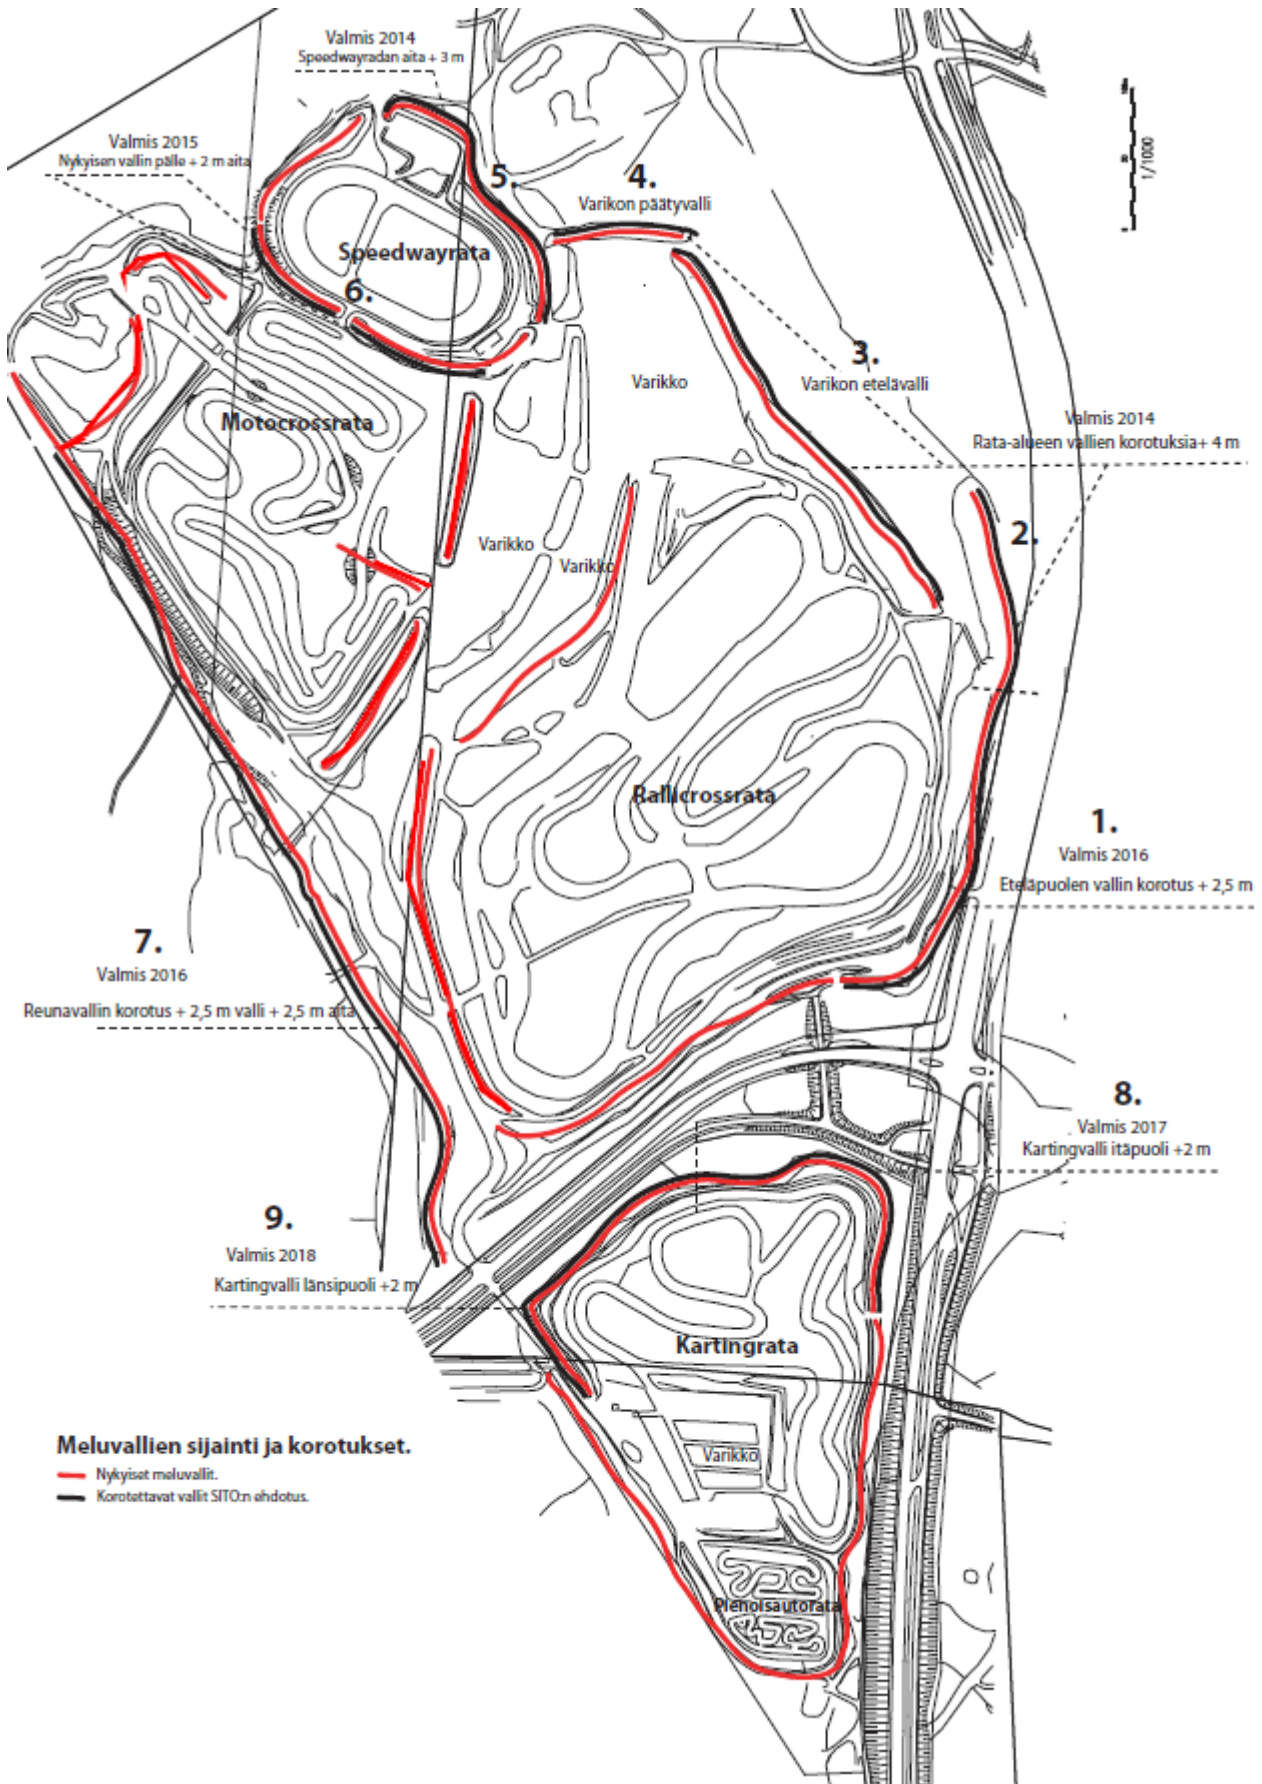 Valmis 2014
Speedwayradan aita + 3 m
Valmis 2015
Nykyisen vallin pälle + 2 m aita
1/1000
5.
4.
Varikon päätyvalli
Speedwayrata
6.
3.
Varikon etelävalli
Varikko
Motocrossrata
Valmis 2014
Rata-alueen vallien korotuksia+ 4 m
2.
Varikko
Varikko
Rallicrossrata
1.
Valmis 2016
Eteläpuolen vallin korotus + 2,5 m
7.
Valmis 2016
Reunavallin korotus + 2,5 m valli + 2,5 m aita
8.
Valmis 2017
Kartingvalli itäpuoli +2 m
9.
Valmis 2018
Kartingvalli länsipuoli +2 m
Kartingrata
Varikko
Meluvallien sijainti ja korotukset.
Nykyiset meluvallit.
Korotettavat vallit SITO:n ehdotus.
Pienoisautorata